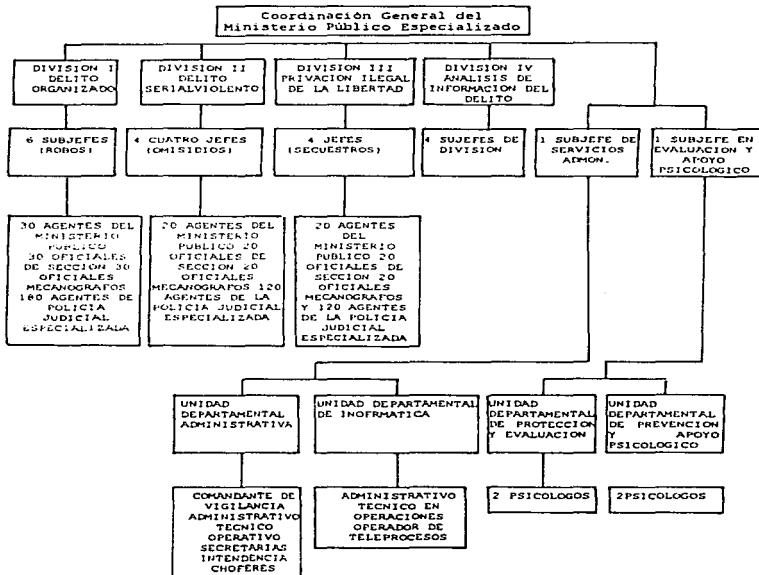 Coordinación General del
Ministerio Público Especializado
DIVISION I
DELITO
ORGANIZADO
DIVISION II
DELITO
SERIALVIOLENTO
DIVISION III
PRIVACION ILEGAL
DE LA LIBERTAD
DIVISION IV
ANALISIS DE
INFORMACION DEL
DELITO
6 SUBJEFES
(ROBOS)
4 CUATRO JEFES
(OMISIDIOS)
4 JEFES
(SECUESTROS)
4 SUJEFES DE
DIVISION
1 SUBJEFE DE
SERVICIOS Y
ADMON.
1 SUBJEFE EN
EVALUACION Y
APOYO
PSICOLOGICO
30 AGENTES DEL
MINISTERIO
PUBLICO
30 OFICIALES
DE SECCION 30
OFICIALES
MECANOGRAFOS
180 AGENTES DE
POLICIA
JUDICIAL
ESPECIALIZADA
20 AGENTES DEL
MINISTERIO
PUBLICO 20
OFICIALES DE
SECCION 20
OFICIALES
MECANOGRAFOS 120
AGENTES DE LA
POLICIA JUDICIAL
ESPECIALIZADA
20 AGENTES
DEL
MINISTERIO
PUBLICO 20
OFICIALES DE
SECCION 20
OFICIALES
MECANOGRAFOS
Y 120 AGENTES
DE LA POLICIA
JUDICIAL
ESPECIALIZADA
UNIDAD
DEPARTAMENTAL
ADMINISTRATIVA
UNIDAD DEPARTAMENTAL
DE INOFRMATICA
UNIDAD
DEPARTAMENTAL
DE PROTECCION
Y EVALUACION
UNIDAD
DEPARTAMENTAL
DE PREVENCION
Y APOYO
PSICOLOGICO
COMANDANTE DE
VIGILANCIA
ADMINISTRATIVO
TECNICO
OPERATIVO
SECRETARIAS
INTENDENCIA
CHOFERES
ADMINISTRATIVO
TECNICO EN
OPERACIONES
OPERADOR DE
TELEPROCESOS
2 PSICOLOGOS
2PSICOLOGOS